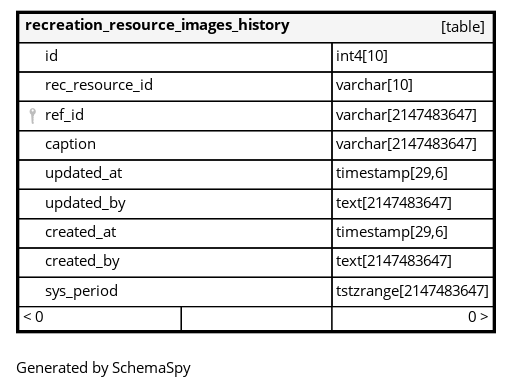 recreation_resource_images_history [table]
id int4[10]
rec_resource_id varchar[10]
ref_id varchar[2147483647]
caption varchar[2147483647]
updated_at timestamp[29,6]
updated_by text[2147483647]
created_at timestamp[29,6]
created_by text[2147483647]
sys_period tstzrange[2147483647]
< 0 0 >
Generated by SchemaSpy